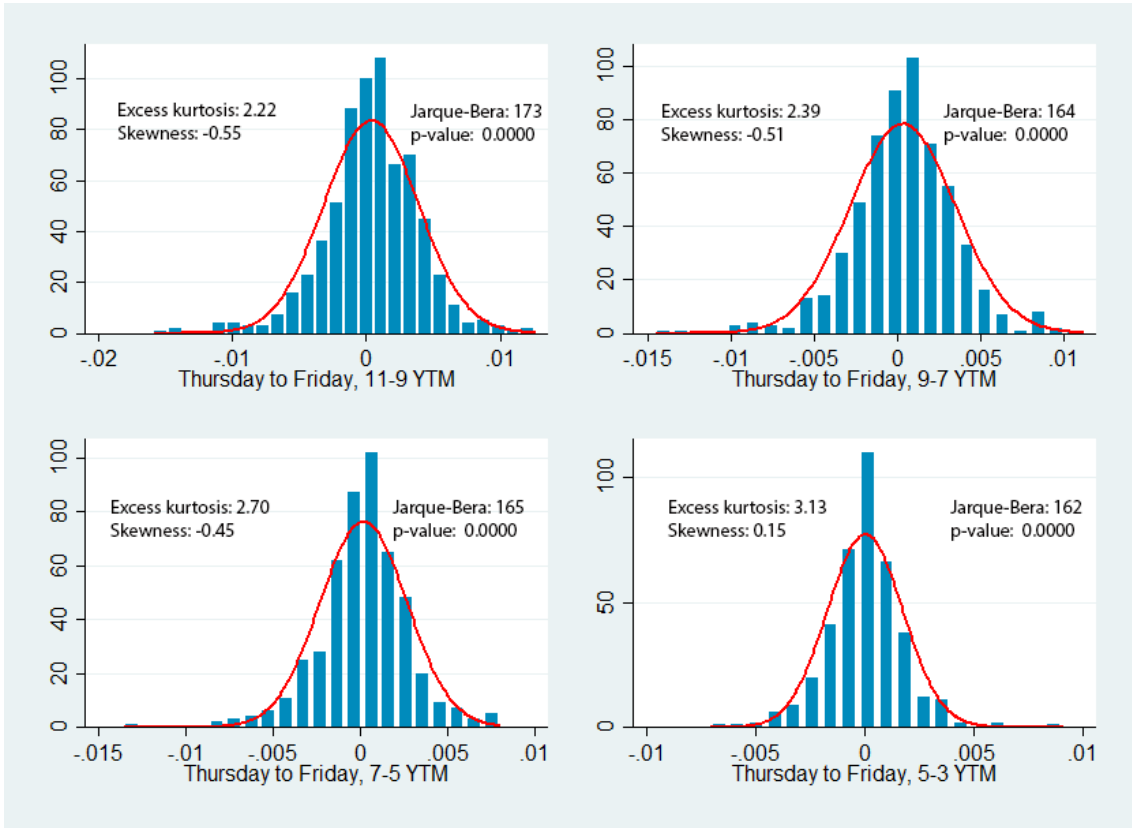 100
80
60
40
20
0
Excess kurtosis: 2.22
Skewness: -0.55
Jarque-Bera: 173
p-value: 0.0000
-.02 -.01 0 .01
Thursday to Friday, 11-9 YTM
100
80
60
40
20
0
Excess kurtosis: 2.39
Skewness: -0.51
Jarque-Bera: 164
p-value: 0.0000
-.015 -.01 -.005 0 .005 .01
Thursday to Friday, 9-7 YTM
100
80
60
40
20
0
Excess kurtosis: 2.70
Skewness: -0.45
Jarque-Bera: 165
p-value: 0.0000
-.015 -.01 -.005 0 .005 .01
Thursday to Friday, 7-5 YTM
100
50
0
Excess kurtosis: 3.13
Skewness: 0.15
Jarque-Bera: 162
p-value: 0.0000
-.01 -.005 0 .005 .01
Thursday to Friday, 5-3 YTM